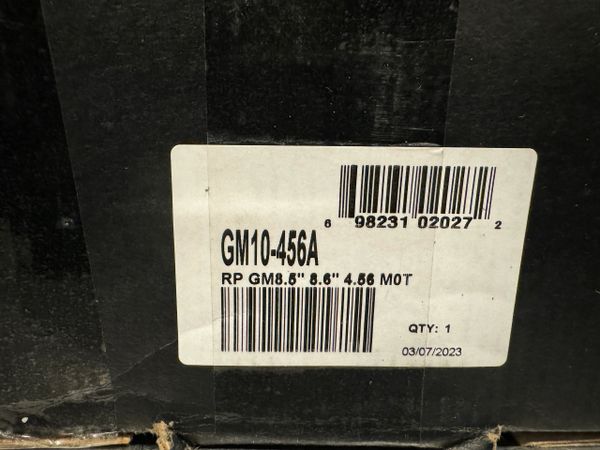 6 98231 02027 2
GM10-456A
RP GM8.5" 8.6" 4.56 M0T
QTY: 1
03/07/2023